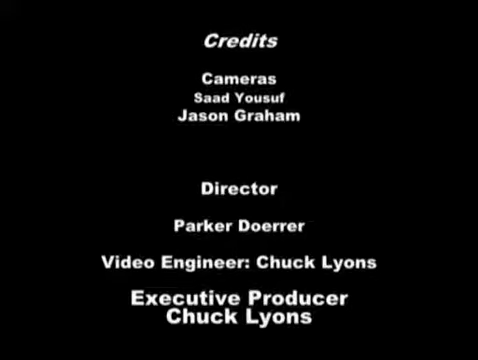 Credits
Cameras
Saad Yousuf
Jason Graham
Director
Parker Doerrer
Video Engineer: Chuck Lyons
Executive Producer
Chuck Lyons